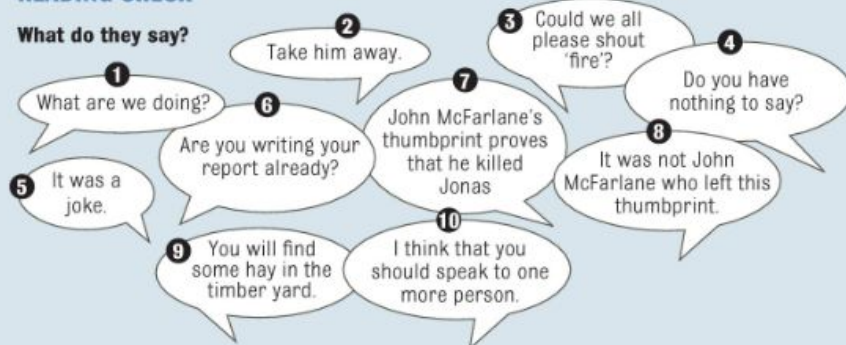 READING CHECK
What do they say?
1
What are we doing?
2
Take him away.
3
Could we all
please shout
'fire'?
4
Do you have
nothing to say?
5
It was a
joke.
6
Are you writing your
report already?
7
John McFarlane's
thumbprint proves
that he killed
Jonas
8
It was not John
McFarlane who left this
thumbprint.
9
You will find
some hay in the
timber yard.
10
I think that you
should speak to one
more person.